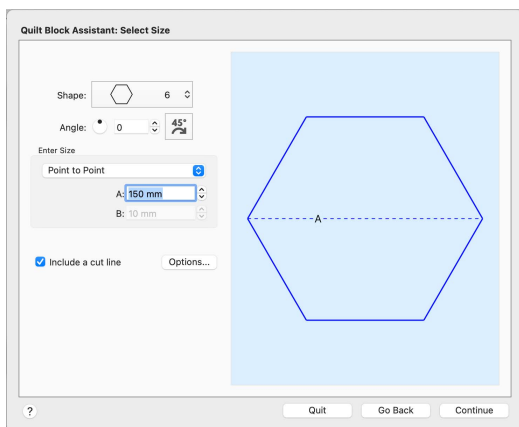 Quilt Block Assistant: Select Size
Shape: 6
Angle: 0 45°
Enter Size
Point to Point
A: 150 mm
B: 10 mm
Include a cut line Options...
A
? Quit Go Back Continue